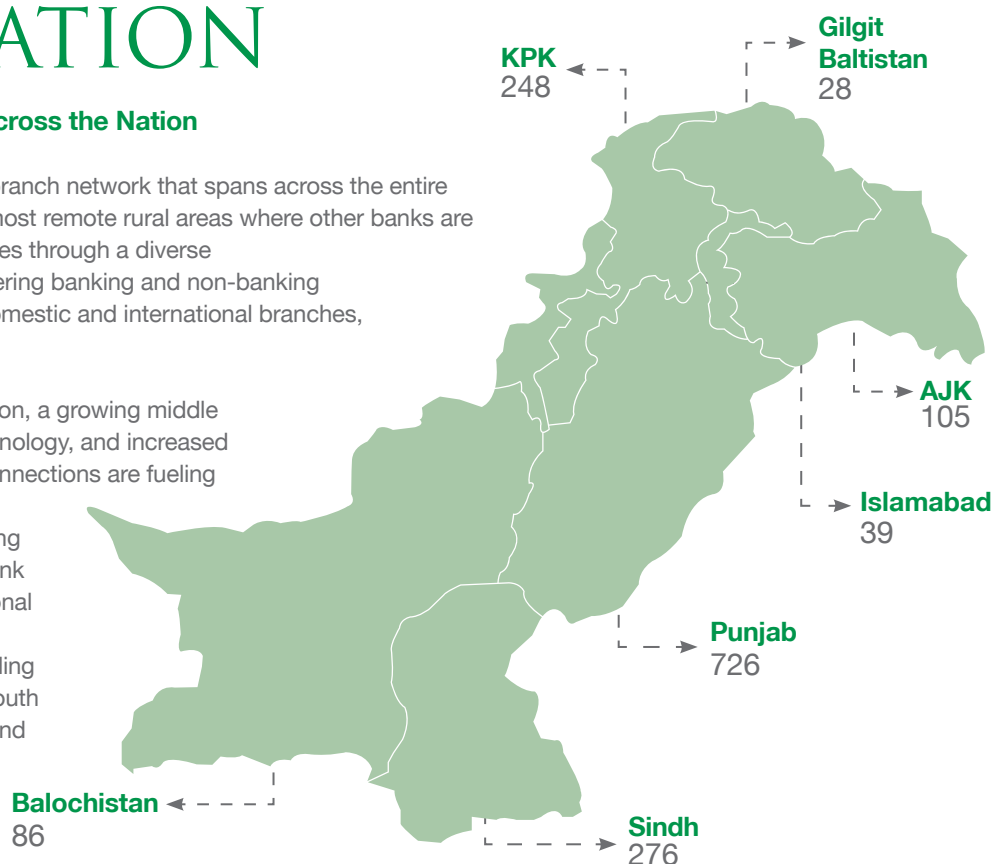 ATION
cross the Nation
ranch network that spans across the entire
most remote rural areas where other banks are
es through a diverse
ering banking and non-banking
omestic and international branches,
on, a growing middle
nology, and increased
nnections are fueling
ng
nk
onal
ling
outh
nd
KPK
248
Gilgit
Baltistan
28
AJK
105
Islamabad
39
Punjab
726
Balochistan
86
Sindh
276